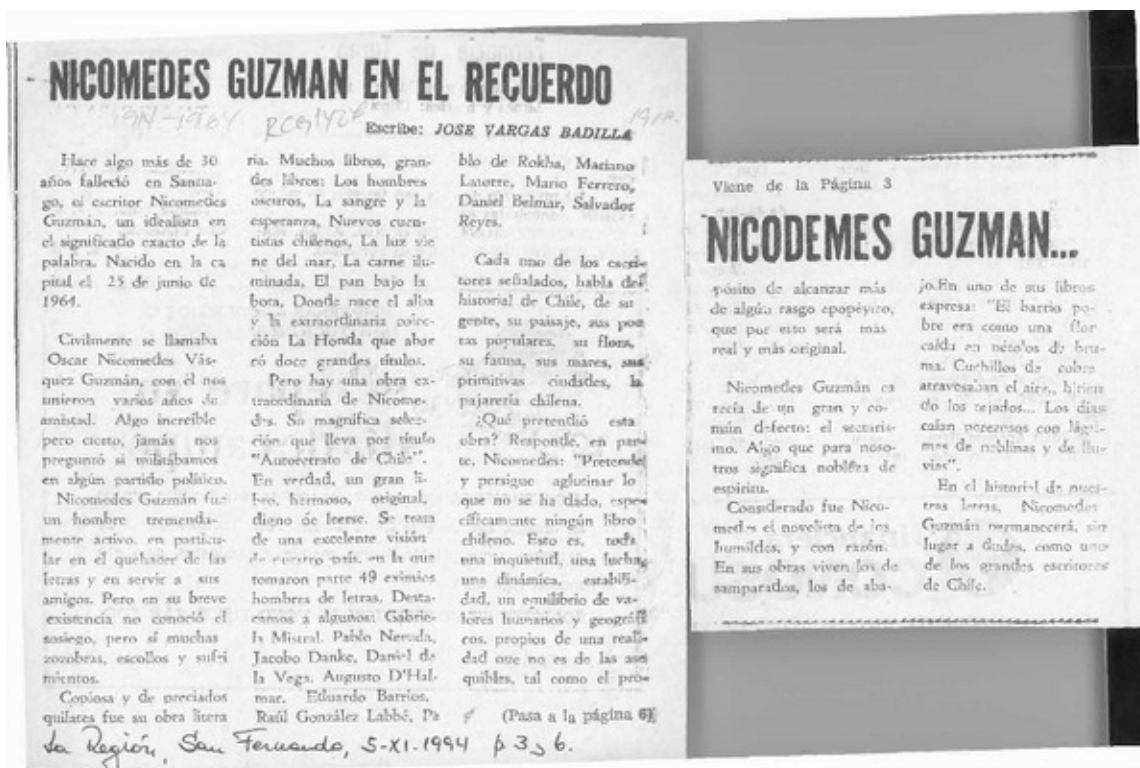 NICOMEDES GUZMAN EN EL RECUERDO
Escribe: JOSE VARGAS BADILLA
Hace algo más de 30
años falleció en Santia-
go, el escritor Nicomedes
Guzmán, un idealista en
el significado exacto de la
palabra. Nacido en la ca
pital el 25 de junio de
1964.
Civilmente se llamaba
Oscar Nicomedes Vás-
quez Guzmán, con él nos
unieron varios años de
amistad. Algo increíble
pero cierto, jamás nos
preguntó si militábamos
en algún partido político.
Nicomedes Guzmán fue
un hombre tremenda-
mente activo, en particu-
lar en el quehacer de las
letras y en servir a sus
amigos. Pero en su breve
existencia no conoció el
sosiego, pero sí muchas
zozobras, escollos y sufri
mientos.
Copiosa y de preciados
quilates fue su obra litera
ria. Muchos libros, gran-
des libros: Los hombres
oscuros, La sangre y la
esperanza, Nuevos cuen-
tistas chilenos, La luz vie
ne del mar, La carne ilu-
minada, El pan bajo la
bota, Donde nace el alba
y la extraordinaria colec-
ción La Honda que abar
có doce grandes títulos.
Pero hay una obra ex-
traordinaria de Nicome-
des. Su magnífica selec-
ción que lleva por título
"Autorretrato de Chile".
En verdad, un gran li-
bro, hermoso, original,
digno de leerse. Se trata
de una excelente visión
de nuestro país, en la que
tomaron parte 49 eximios
hombres de letras. Desta-
camos a algunos: Gabrie-
la Mistral, Pablo Neruda,
Jacobo Danke, Daniel de
la Vega, Augusto D'Hal-
mar, Eduardo Barrios,
Raúl González Labbé, Pa
blo de Rokha, Mariano
Latorre, Mario Ferrero,
Daniel Belmar, Salvador
Reyes.
Cada uno de los escri-
tores señalados, habla del
historial de Chile, de su
gente, su paisaje, sus poe
tas populares, su flora,
su fauna, sus mares, sus
primitivas ciudades, la
pajarería chilena.
¿Qué pretendió esta
obra? Responde, en par-
te, Nicomedes: "Pretende
y persigue aglutinar lo
que no se ha dado, espe-
cíficamente ningún libro
chileno. Esto es, toda
una inquietud, una lucha,
una dinámica, estabili-
dad, un equilibrio de va-
lores humanos y geográfi
cos, propios de una reali-
dad que no es de las ase
quibles, tal como el pro-
(Pasa a la página 6)
La Región, San Fernando, 5-XI-1994 p. 3 y 6.
Viene de la Página 3
NICODEMES GUZMAN...
pósito de alcanzar más
de algún rasgo epopéyico,
que por esto será más
real y más original.
Nicomedes Guzmán ca
recía de un gran y co-
mún defecto: el sectaris-
mo. Algo que para noso-
tros significa nobleza de
espíritu.
Considerado fue Nico-
medes el novelista de los
humildes, y con razón.
En sus obras viven los de
samparados, los de aba-
jo. En uno de sus libros
expresa: "El barrio po-
bre era como una flor
caída en pétalos de bru-
ma. Cuchillos de cobre
atravesaban el aire, hirien
do los tejados... Los días
caían perezosos con lágri-
mas de neblinas y de llu-
vias".
En el historial de nues-
tras letras, Nicomedes
Guzmán permanecerá, sin
lugar a dudas, como uno
de los grandes escritores
de Chile.